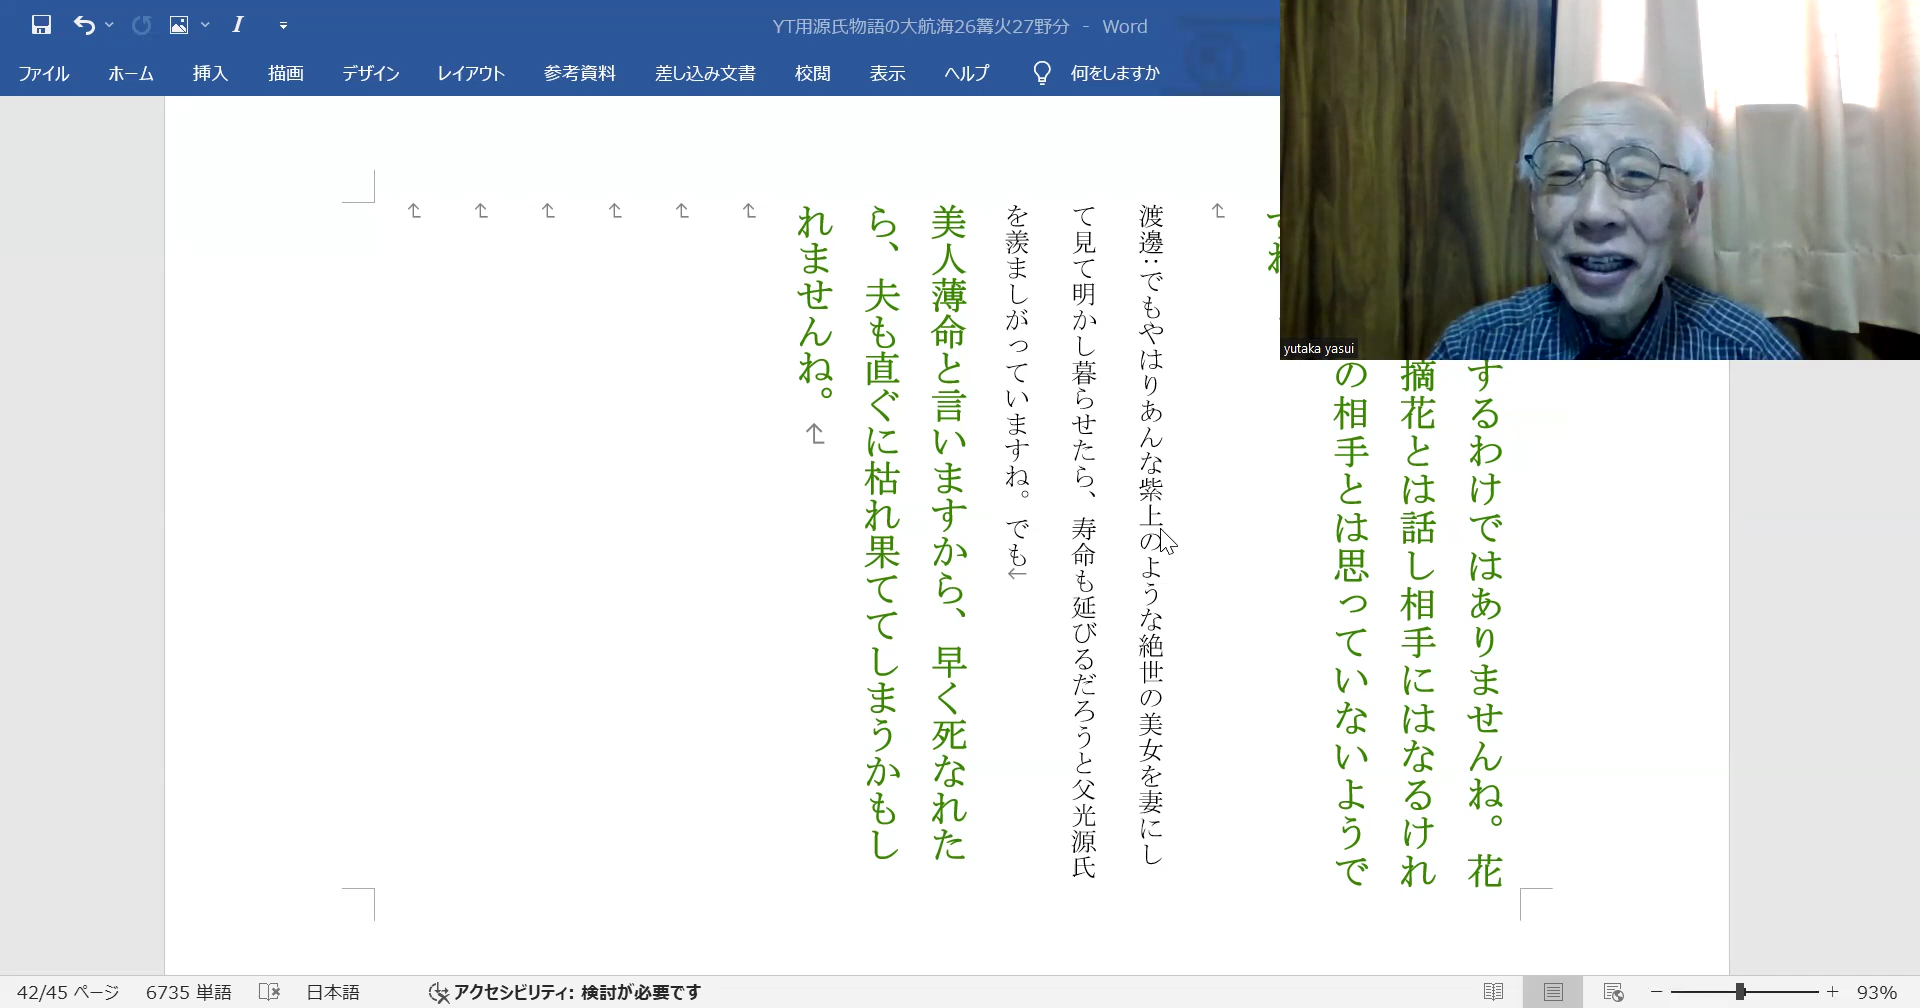 YT用源氏物語の大航海26篝火27野分 - Word
ファイル ホーム 挿入 描画 デザイン レイアウト 参考資料 差し込み文書 校閲 表示 ヘルプ 何をしますか
yutaka yasui
するわけではありませんね。花
摘花とは話し相手にはなるけれ
の相手とは思っていないようで
渡邊：でもやはりあんな紫上のような絶世の美女を妻にし
て見て明かし暮らせたら、寿命も延びるだろうと父光源氏
を羨ましがっていますね。でも
美人薄命と言いますから、早く死なれた
ら、夫も直ぐに枯れ果ててしまうかもし
れませんね。
42/45 ページ 6735 単語 日本語 アクセシビリティ: 検討が必要です 93%